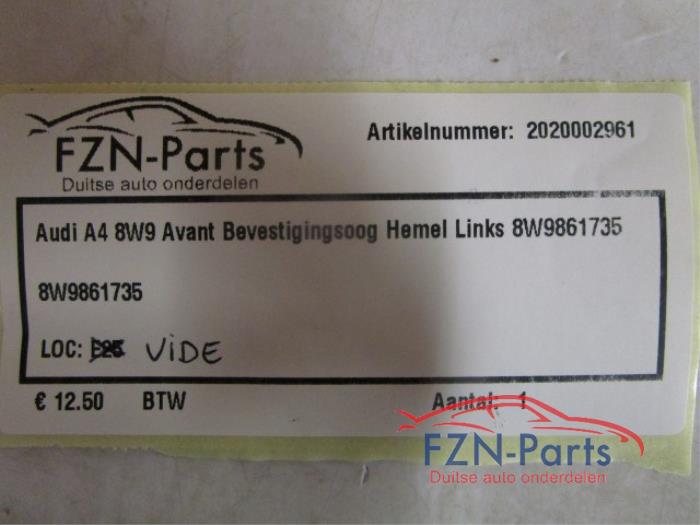 FZN-Parts
Duitse auto onderdelen
Artikelnummer: 2020002961
Audi A4 8W9 Avant Bevestigingsoog Hemel Links 8W9861735
8W9861735
LOC: E25 ViDE
€ 12.50 BTW Aantal: 1
FZN-Parts
Duitse auto onderdelen